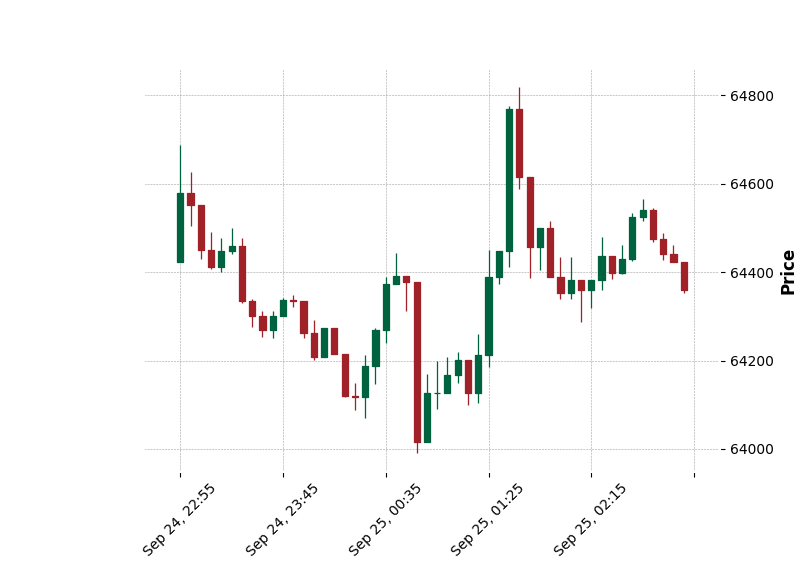 64800
64600
64400
64200
64000
Price
Sep 24, 22:55
Sep 24, 23:45
Sep 25, 00:35
Sep 25, 01:25
Sep 25, 02:15